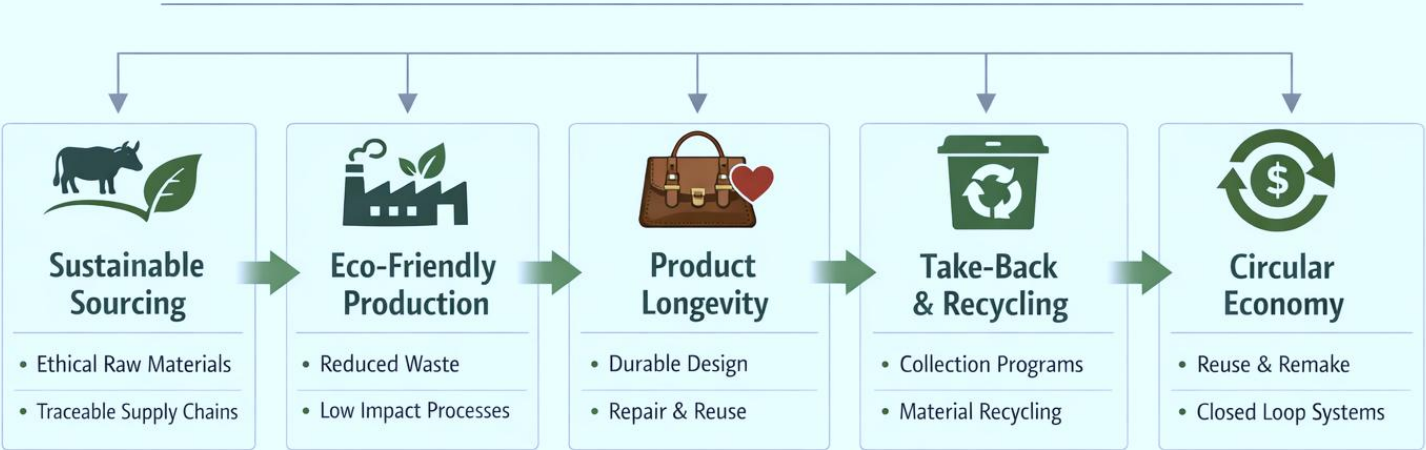 Sustainable
Sourcing
• Ethical Raw Materials
• Traceable Supply Chains
Eco-Friendly
Production
• Reduced Waste
• Low Impact Processes
Product
Longevity
• Durable Design
• Repair & Reuse
Take-Back
& Recycling
• Collection Programs
• Material Recycling
$
Circular
Economy
• Reuse & Remake
• Closed Loop Systems